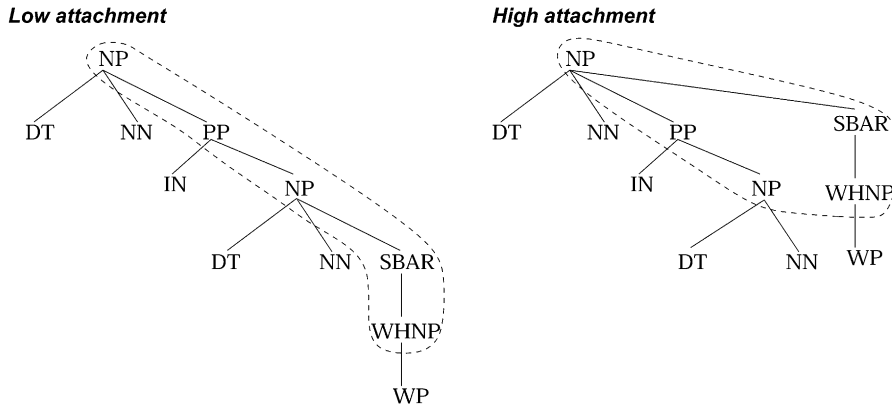 Low attachment High attachment
NP NP
DT NN PP DT NN PP SBAR
IN NP IN NP WHNP
DT NN SBAR DT NN WP
WHNP
WP